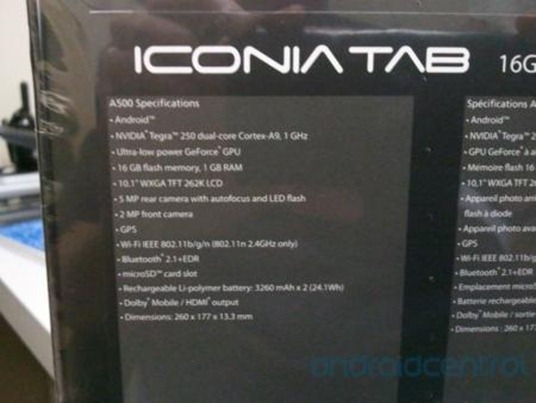 ICONIA TAB 16G
A500 Specifications
• Android™
• NVIDIA® Tegra™ 250 dual-core Cortex-A9, 1 GHz
• Ultra-low power GeForce® GPU
• 16 GB flash memory, 1 GB RAM
• 10.1" WXGA TFT 262K LCD
• 5 MP rear camera with autofocus and LED flash
• 2 MP front camera
• GPS
• Wi-Fi IEEE 802.11b/g/n (802.11n 2.4GHz only)
• Bluetooth® 2.1+EDR
• microSD™ card slot
• Rechargeable Li-polymer battery: 3260 mAh x 2 (24.1Wh)
• Dolby® Mobile / HDMI® output
• Dimensions: 260 x 177 x 13.3 mm
Spécifications A
• Android™
• NVIDIA® Tegra™ 2
• GPU GeForce® à
• Mémoire flash 16
• 10.1" WXGA TFT 26
• Appareil photo
flash à diode
• Appareil photo
• GPS
• Wi-Fi IEEE 802.11b
• Bluetooth® 2.1+ED
• Emplacement micro
• Batterie rechargeable
• Dolby® Mobile / sortie
• Dimensions : 260 x 17
androidcentral